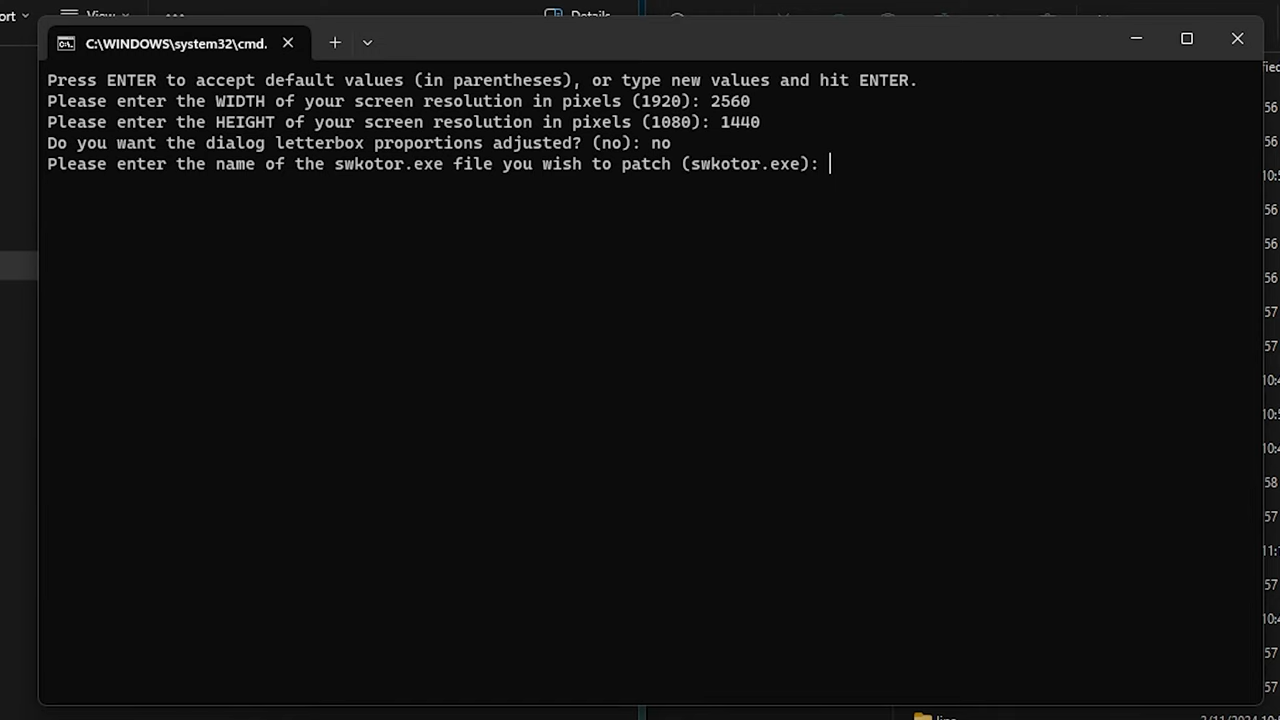 View
Details
C:\WINDOWS\system32\cmd.
Press ENTER to accept default values (in parentheses), or type new values and hit ENTER.
Please enter the WIDTH of your screen resolution in pixels (1920): 2560
Please enter the HEIGHT of your screen resolution in pixels (1080): 1440
Do you want the dialog letterbox proportions adjusted? (no): no
Please enter the name of the swkotor.exe file you wish to patch (swkotor.exe):